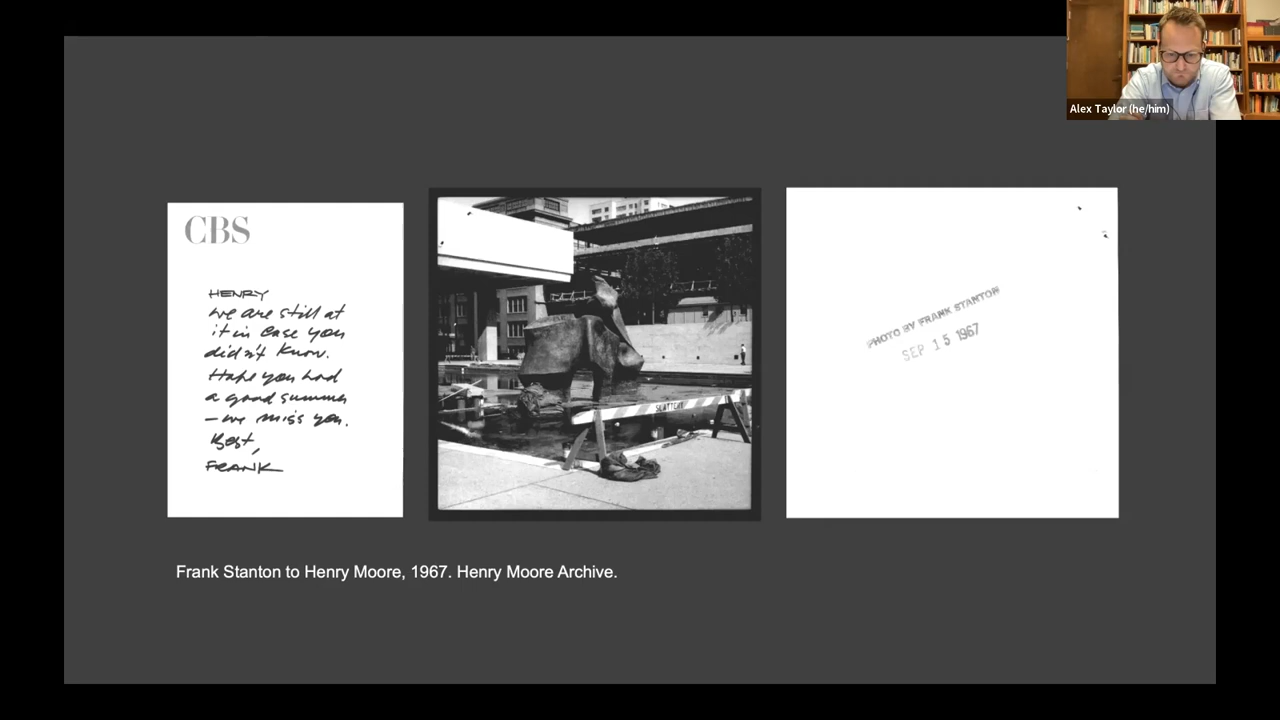 Alex Taylor (he/him)
CBS
HENRY
we are still at
it in case you
didn't know.
Hope you had
a good summer
– we miss you.
Best,
FRANK
SLATTERY
PHOTO BY FRANK STANTON
SEP 15 1967
Frank Stanton to Henry Moore, 1967. Henry Moore Archive.